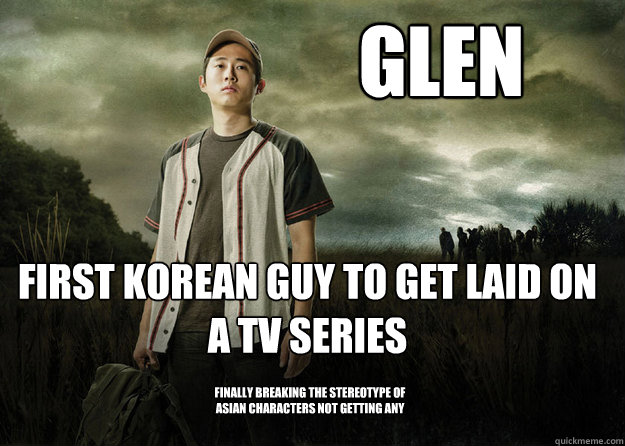 GLEN
FIRST KOREAN GUY TO GET LAID ON
A TV SERIES
FINALLY BREAKING THE STEREOTYPE OF
ASIAN CHARACTERS NOT GETTING ANY
quickmeme.com